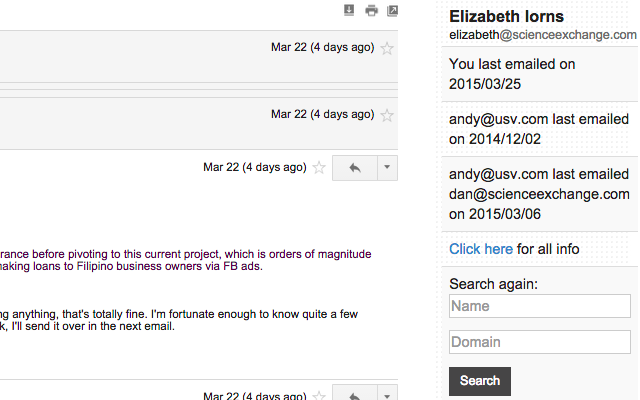 Mar 22 (4 days ago)
Mar 22 (4 days ago)
Mar 22 (4 days ago)
rance before pivoting to this current project, which is orders of magnitude
naking loans to Filipino business owners via FB ads.
ng anything, that's totally fine. I'm fortunate enough to know quite a few
k, I'll send it over in the next email.
Mar 22 (4 days ago)
Elizabeth Iorns
elizabeth@scienceexchange.com
You last emailed on
2015/03/25
andy@usv.com last emailed
on 2014/12/02
andy@usv.com last emailed
dan@scienceexchange.com
on 2015/03/06
Click here for all info
Search again:
Name
Domain
Search